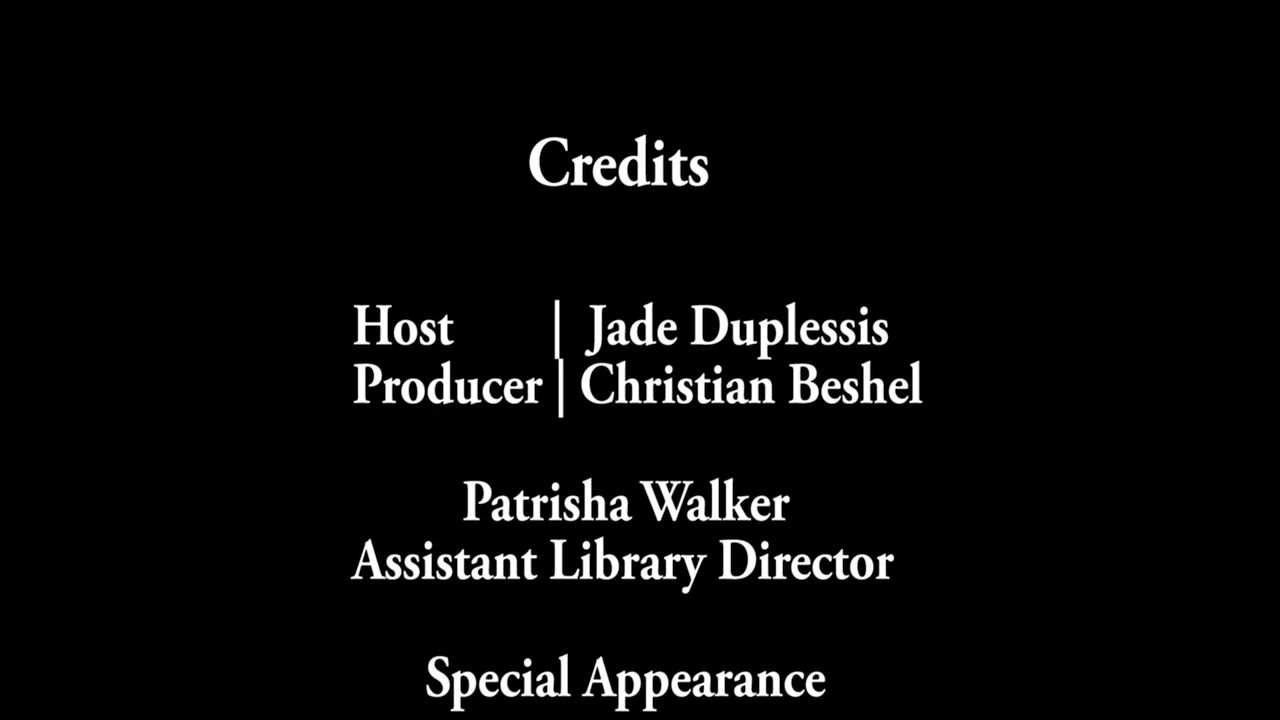 Credits
Host | Jade Duplessis
Producer | Christian Beshel
Patrisha Walker
Assistant Library Director
Special Appearance